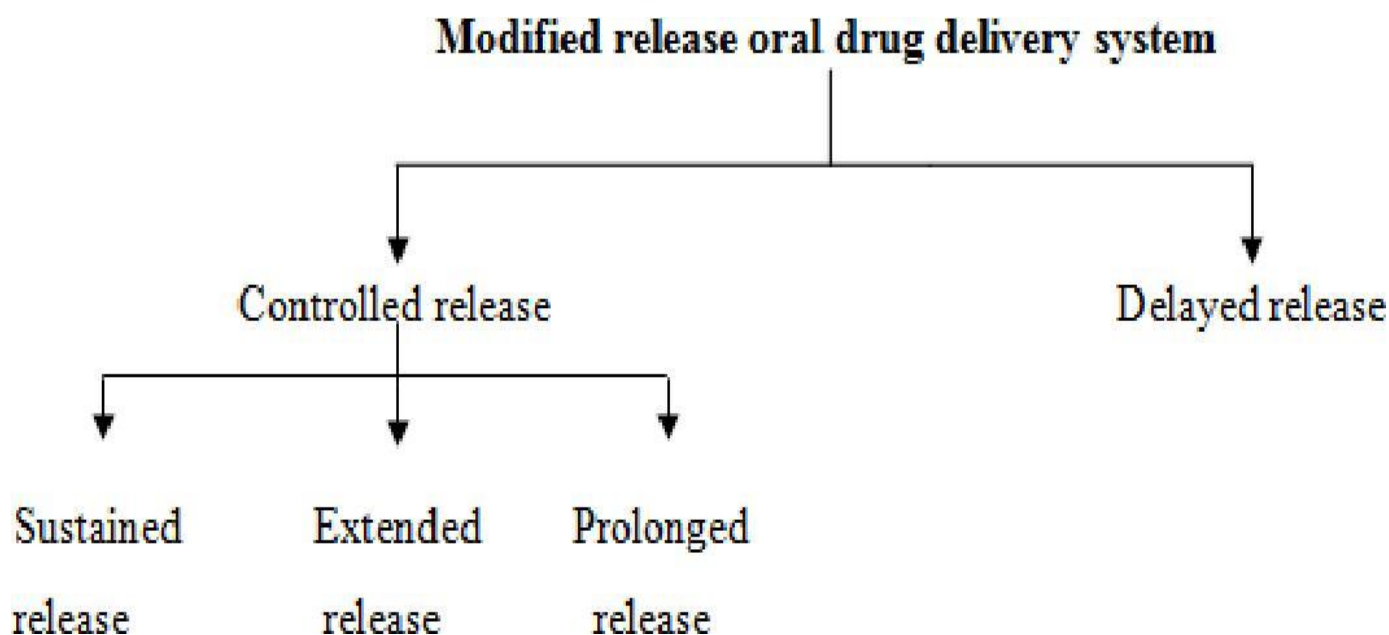 Modified release oral drug delivery system
Controlled release
Delayed release
Sustained
release
Extended
release
Prolonged
release